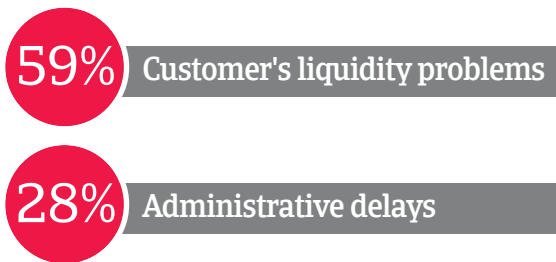 59% Customer's liquidity problems
28% Administrative delays